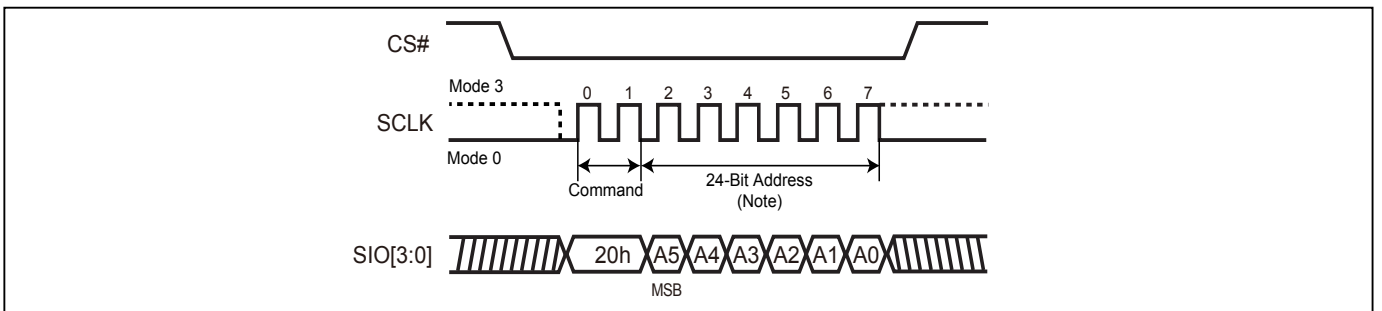 CS#
Mode 3
0 1 2 3 4 5 6 7
SCLK
Mode 0
Command
24-Bit Address
(Note)
SIO[3:0]
20h A5 A4 A3 A2 A1 A0
MSB